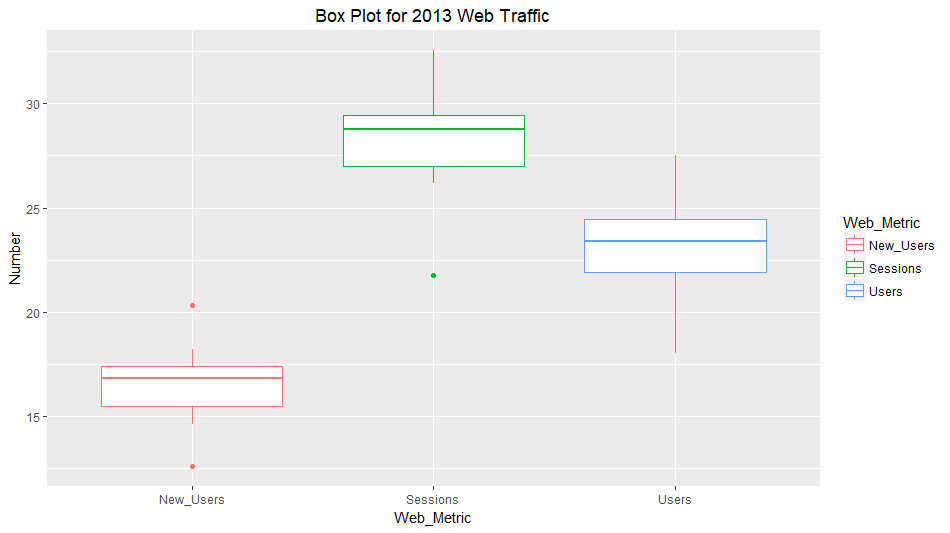 Box Plot for 2013 Web Traffic
Number
30
25
20
15
New_Users
Sessions
Users
Web_Metric
Web_Metric
New_Users
Sessions
Users